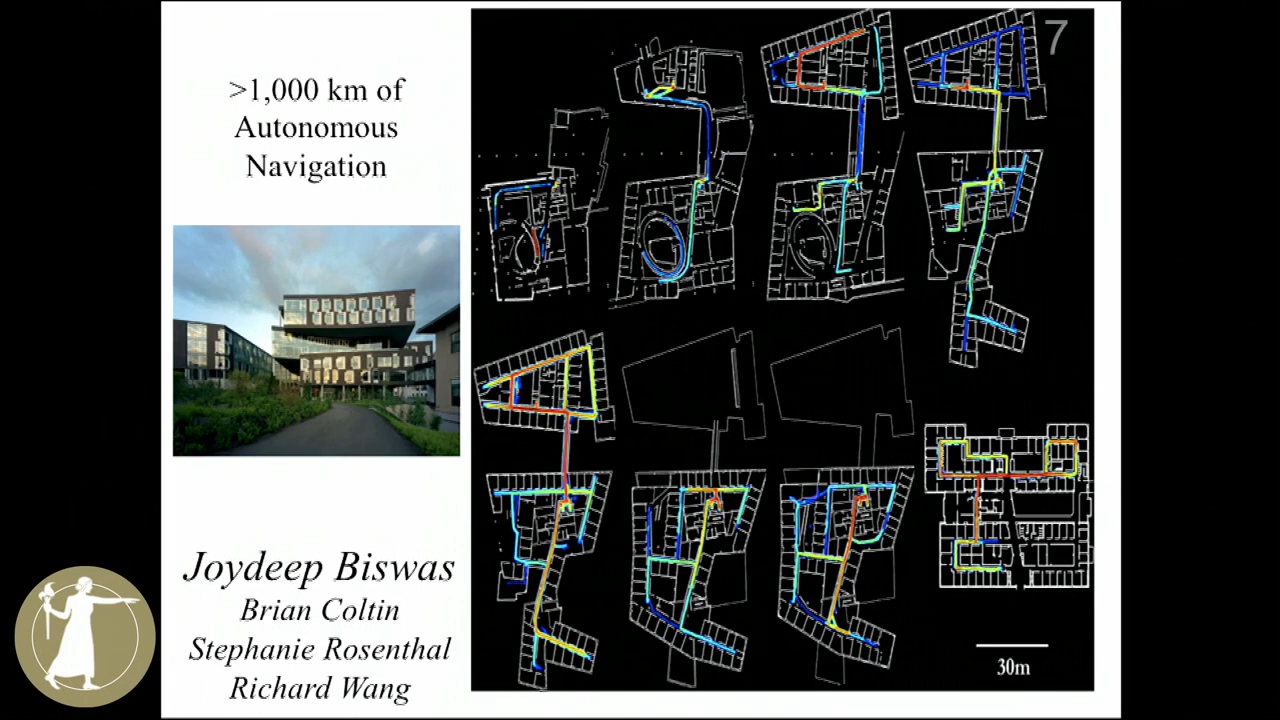 >1,000 km of
Autonomous
Navigation
7
Joydeep Biswas
Brian Coltin
Stephanie Rosenthal
Richard Wang
30m